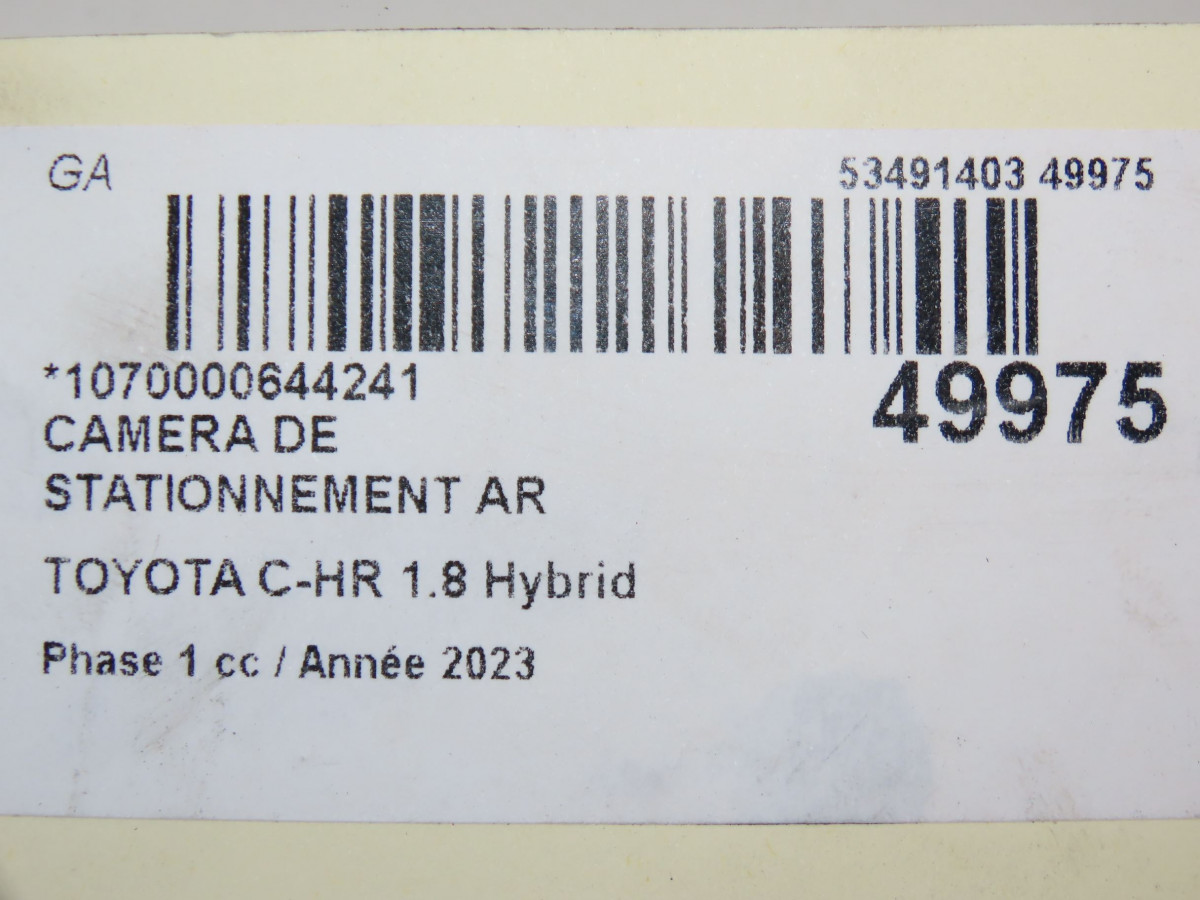 GA
53491403 49975
*1070000644241
49975
CAMERA DE
STATIONNEMENT AR
TOYOTA C-HR 1.8 Hybrid
Phase 1 cc / Année 2023